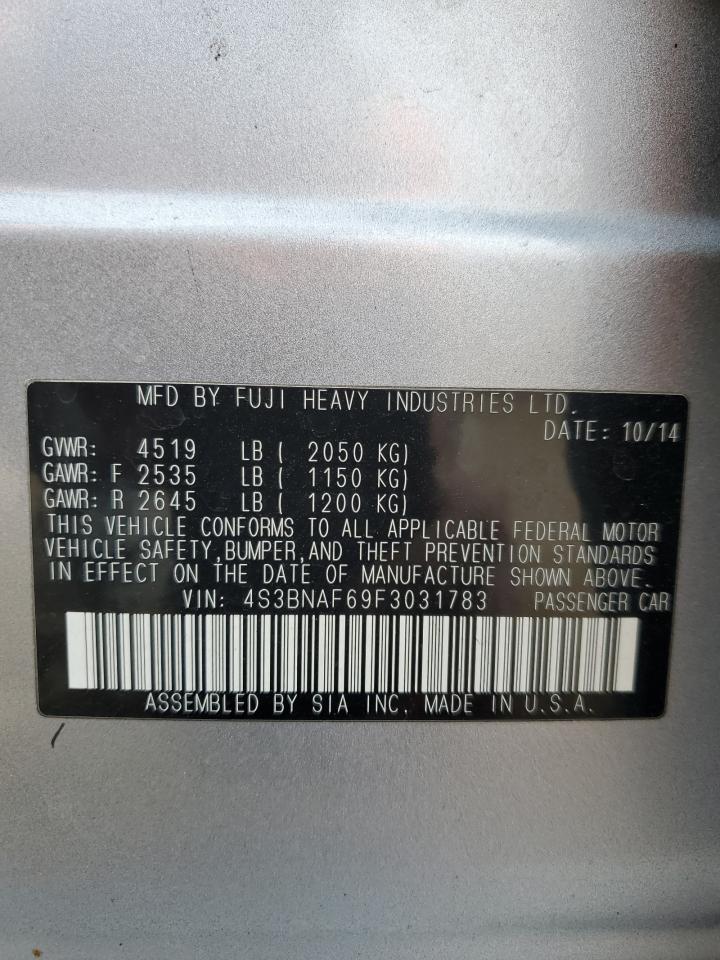 MFD BY FUJI HEAVY INDUSTRIES LTD.
DATE: 10/14
GVWR: 4519 LB ( 2050 KG)
GAWR: F 2535 LB ( 1150 KG)
GAWR: R 2645 LB ( 1200 KG)
THIS VEHICLE CONFORMS TO ALL APPLICABLE FEDERAL MOTOR
VEHICLE SAFETY,BUMPER,AND THEFT PREVENTION STANDARDS
IN EFFECT ON THE DATE OF MANUFACTURE SHOWN ABOVE.
VIN: 4S3BNAF69F3031783 PASSENGER CAR
ASSEMBLED BY SIA INC. MADE IN U.S.A.